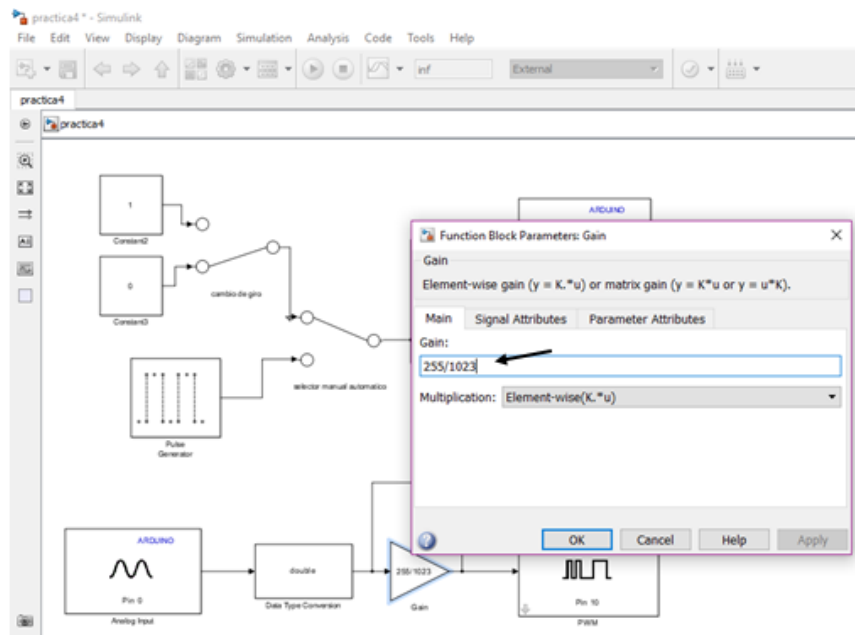 practica4 * - Simulink
File Edit View Display Diagram Simulation Analysis Code Tools Help
inf
External
practica4
practica4
1
Constant2
0
Constant3
cambio de giro
selector manual automatico
Pulse
Generator
ARDUINO
Function Block Parameters: Gain
Gain
Element-wise gain (y = K.*u) or matrix gain (y = K*u or y = u*K).
Main Signal Attributes Parameter Attributes
Gain:
255/1023
Multiplication: Element-wise(K.*u)
OK Cancel Help Apply
ARDUINO
Pin 0
Analog Input
double
Data Type Conversion
255/1023
Gain
Pin 10
PWM